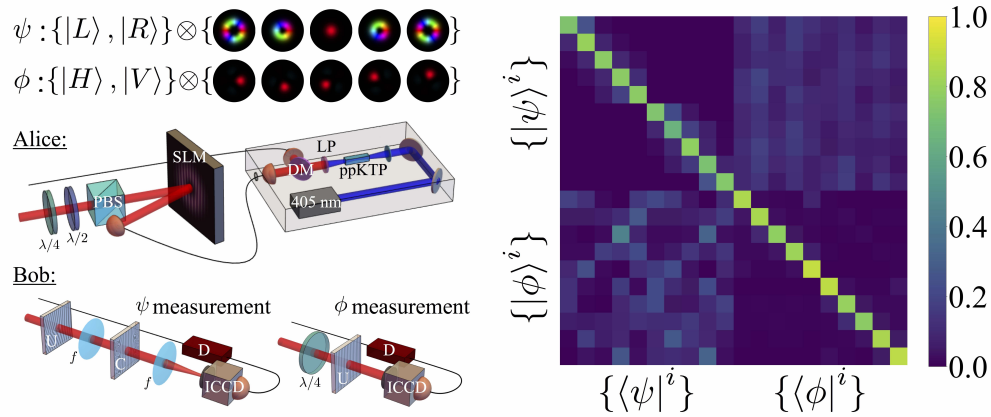 ψ : {|L⟩ , |R⟩} ⊗ { }
ϕ : {|H⟩ , |V⟩} ⊗ { }
Alice:
SLM
LP
DM
ppKTP
405 nm
PBS
λ/4
λ/2
Bob:
ψ measurement
ϕ measurement
U
f
C
f
D
ICCD
λ/4
U
D
ICCD
{|ψ⟩^i}
{|ϕ⟩^i}
{⟨ψ|^i}
{⟨ϕ|^i}
1.0
0.8
0.6
0.4
0.2
0.0